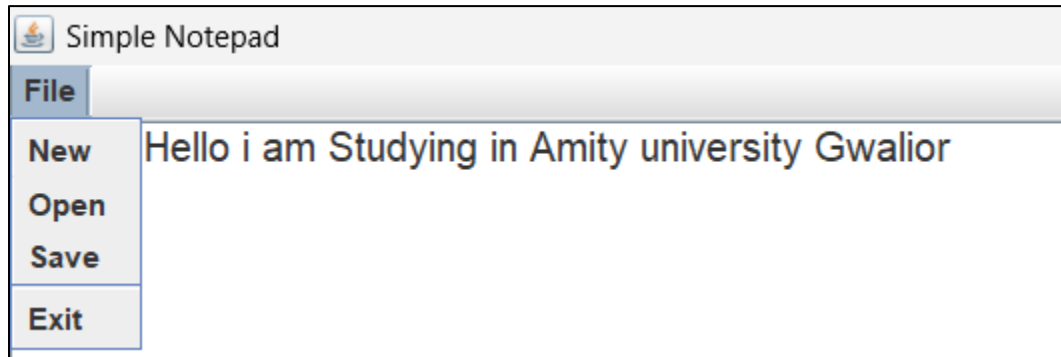 Simple Notepad
File
New
Hello i am Studying in Amity university Gwalior
Open
Save
Exit